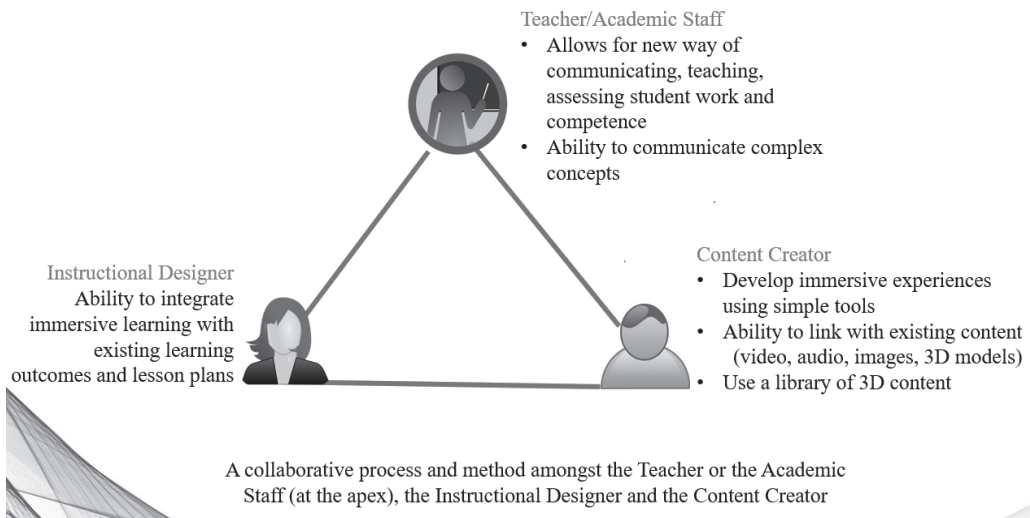 Teacher/Academic Staff
• Allows for new way of
communicating, teaching,
assessing student work and
competence
• Ability to communicate complex
concepts
Instructional Designer
Ability to integrate
immersive learning with
existing learning
outcomes and lesson plans
Content Creator
• Develop immersive experiences
using simple tools
• Ability to link with existing content
(video, audio, images, 3D models)
• Use a library of 3D content
A collaborative process and method amongst the Teacher or the Academic
Staff (at the apex), the Instructional Designer and the Content Creator